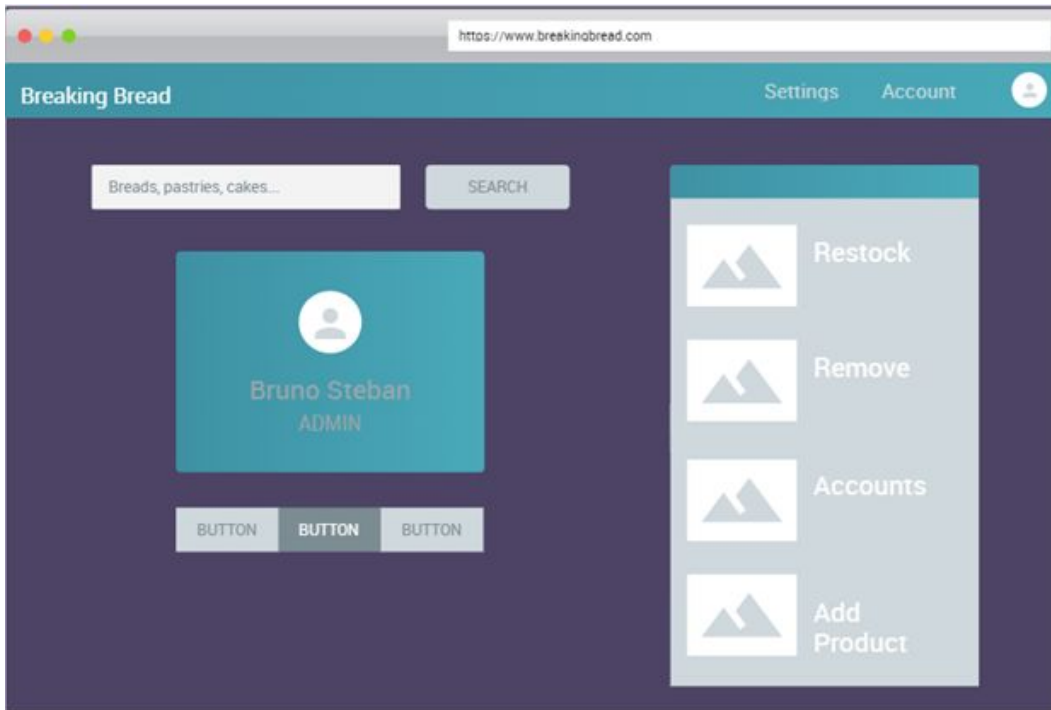 https://www.breakingbread.com
Breaking Bread
Settings
Account
Breads, pastries, cakes...
SEARCH
Bruno Steban
ADMIN
BUTTON
BUTTON
BUTTON
Restock
Remove
Accounts
Add
Product